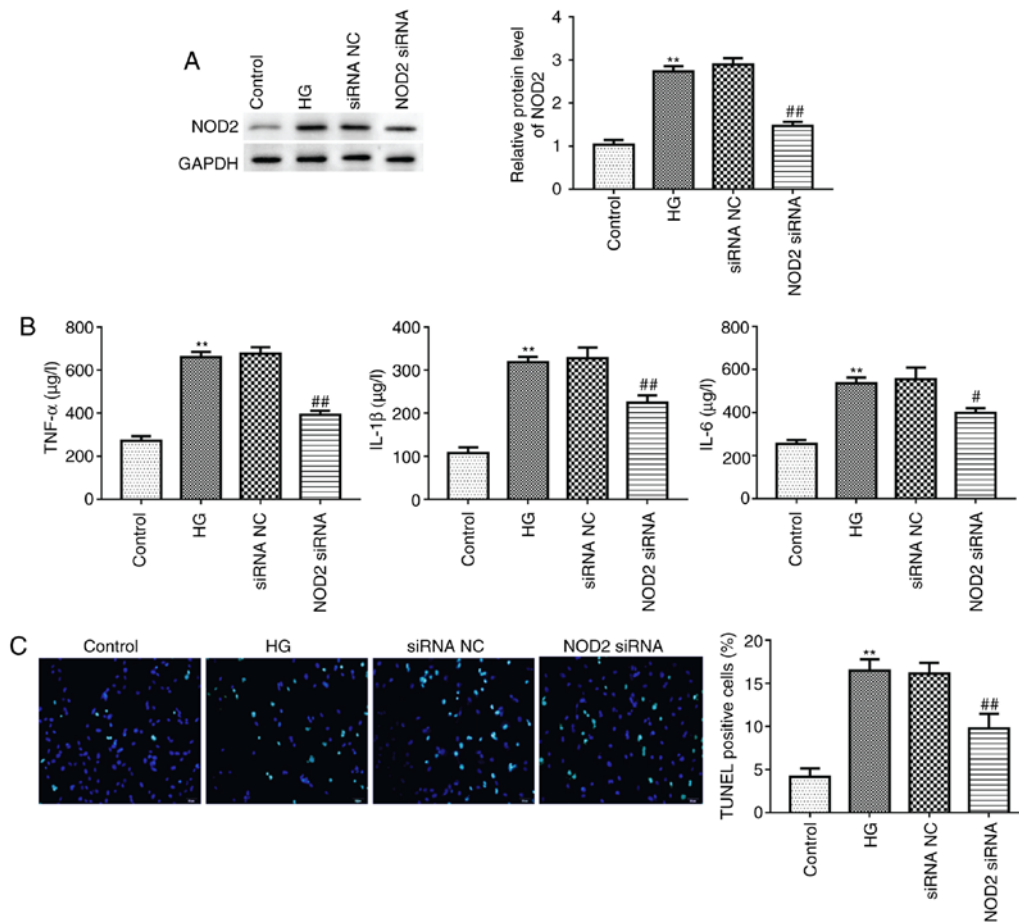 A
Control
HG
siRNA NC
NOD2 siRNA
NOD2
GAPDH
Relative protein level
of NOD2
4
3
2
1
0
**
##
Control
HG
siRNA NC
NOD2 siRNA
B
TNF-α (µg/l)
800
600
400
200
0
**
##
Control
HG
siRNA NC
NOD2 siRNA
IL-1β (µg/l)
400
300
200
100
0
**
##
Control
HG
siRNA NC
NOD2 siRNA
IL-6 (µg/l)
800
600
400
200
0
**
#
Control
HG
siRNA NC
NOD2 siRNA
C
Control
HG
siRNA NC
NOD2 siRNA
TUNEL positive cells (%)
20
15
10
5
0
**
##
Control
HG
siRNA NC
NOD2 siRNA